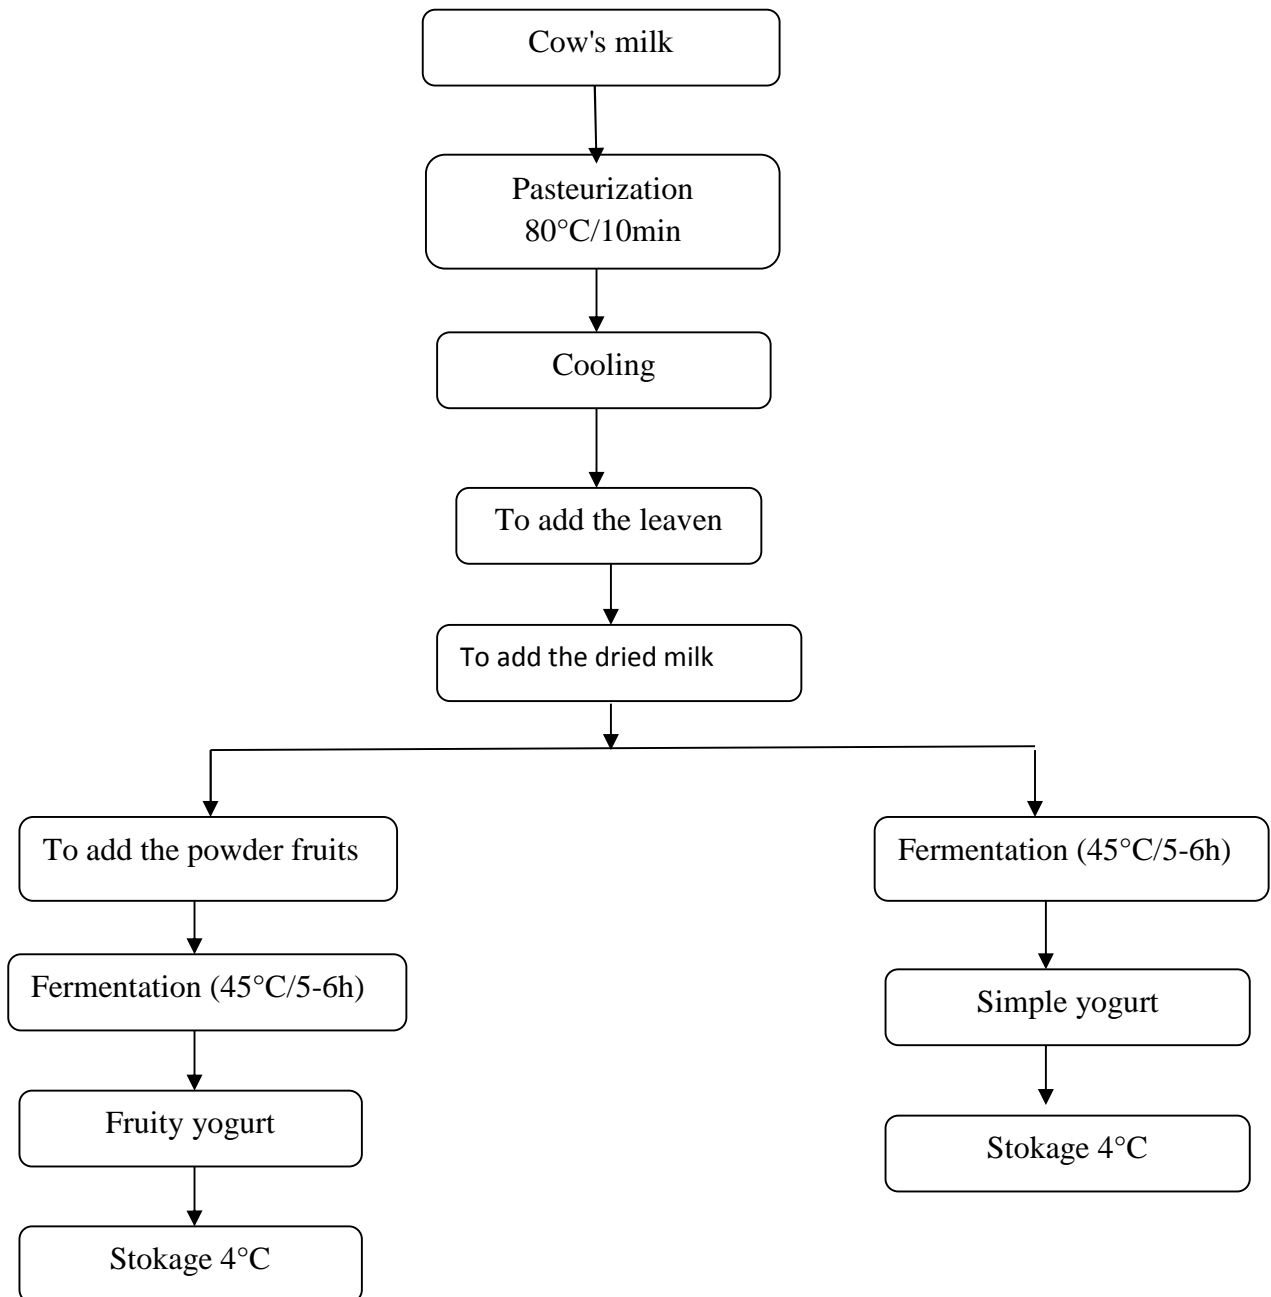 Cow's milk
Pasteurization
80°C/10min
Cooling
To add the leaven
To add the dried milk
To add the powder fruits
Fermentation (45°C/5-6h)
Fermentation (45°C/5-6h)
Simple yogurt
Fruity yogurt
Stokage 4°C
Stokage 4°C